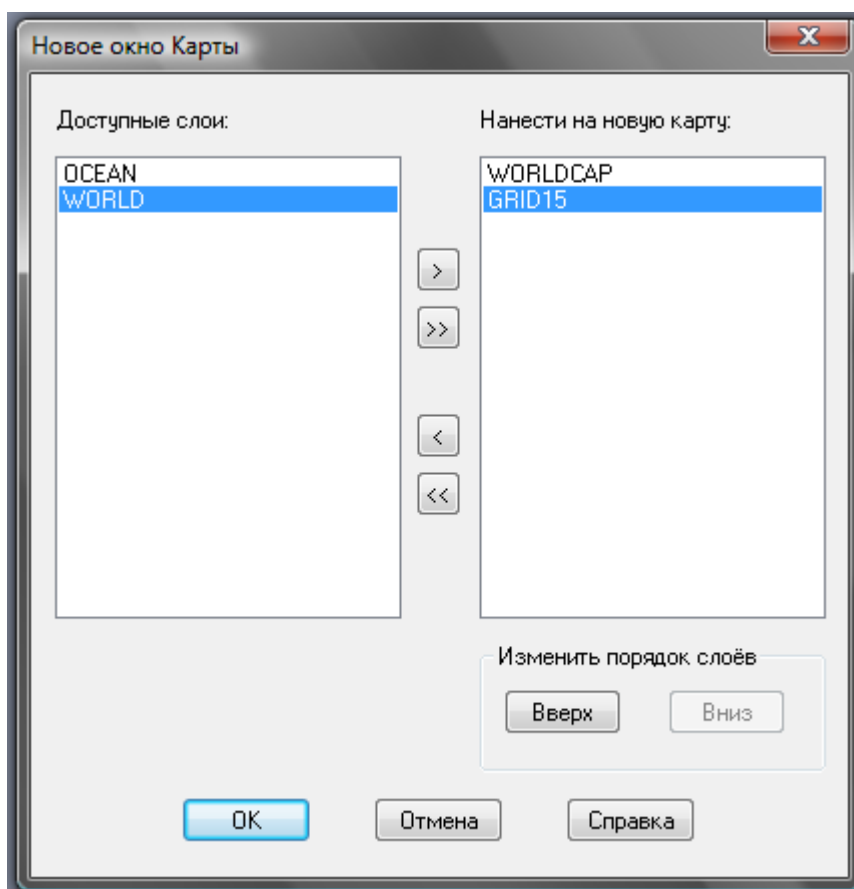 Новое окно Карты
Доступные слои:
Нанести на новую карту:
OCEAN
WORLD
WORLDCAP
GRID15
>
>>
<
<<
Изменить порядок слоёв
Вверх
Вниз
OK
Отмена
Справка